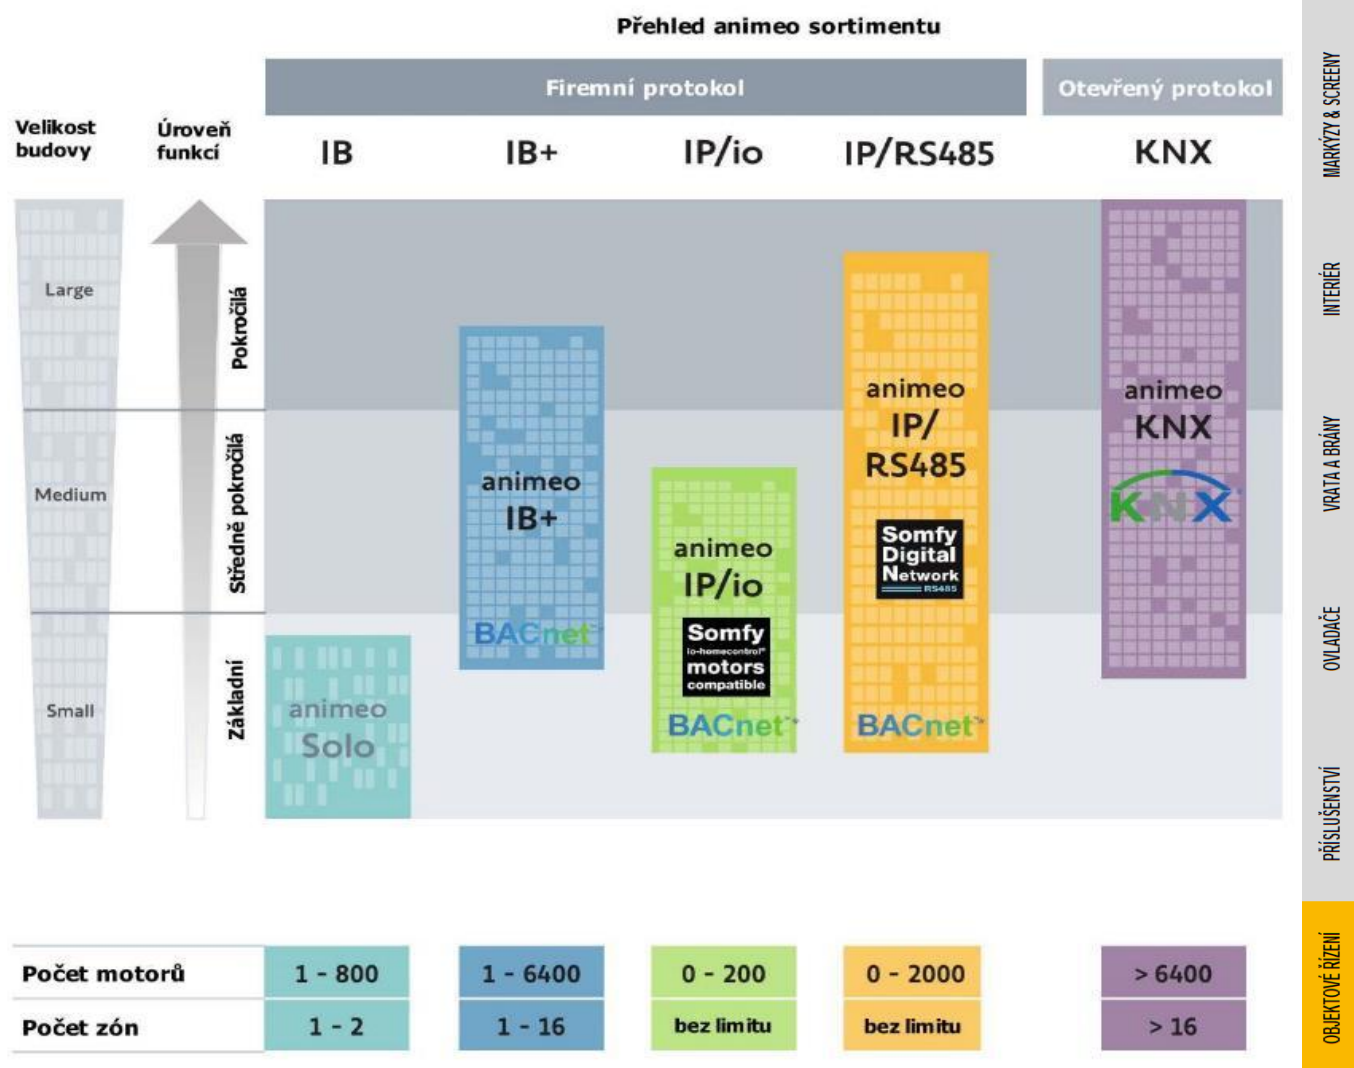 Přehled animeo sortimentu
Firemní protokol
Otevřený protokol
Velikost
budovy
Úroveň
funkcí
IB
IB+
IP/io
IP/RS485
KNX
Large
Medium
Small
Pokročilá
Středně pokročilá
Základní
animeo
Solo
animeo
IB+
BACnet™
animeo
IP/io
Somfy
io-homecontrol®
motors
compatible
BACnet™
animeo
IP/
RS485
Somfy
Digital
Network
RS485
BACnet™
animeo
KNX
KNX
Počet motorů
1 - 800
1 - 6400
0 - 200
0 - 2000
> 6400
Počet zón
1 - 2
1 - 16
bez limitu
bez limitu
> 16
MARKÝZY & SCREENY
INTERIÉR
VRATA A BRÁNY
OVLADAČE
PŘÍSLUŠENSTVÍ
OBJEKTOVÉ ŘÍZENÍ